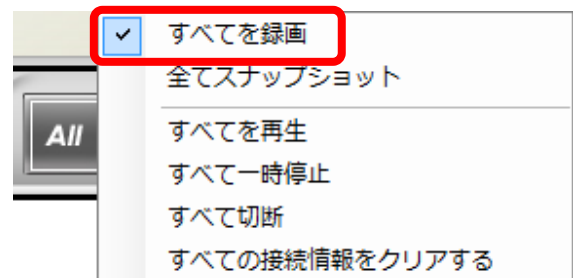 すべてを録画
全てスナップショット
All
すべてを再生
すべて一時停止
すべて切断
すべての接続情報をクリアする